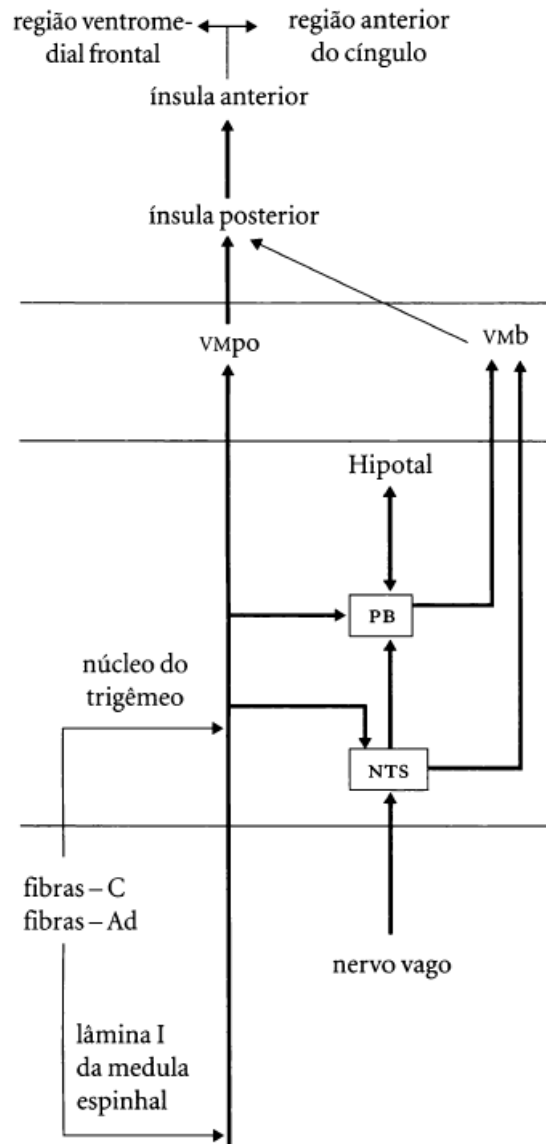 região ventrome-
dial frontal
região anterior
do cíngulo
ínsula anterior
ínsula posterior
VMpo
VMb
Hipotal
PB
núcleo do
trigêmeo
NTS
fibras – C
fibras – Ad
nervo vago
lâmina I
da medula
espinhal